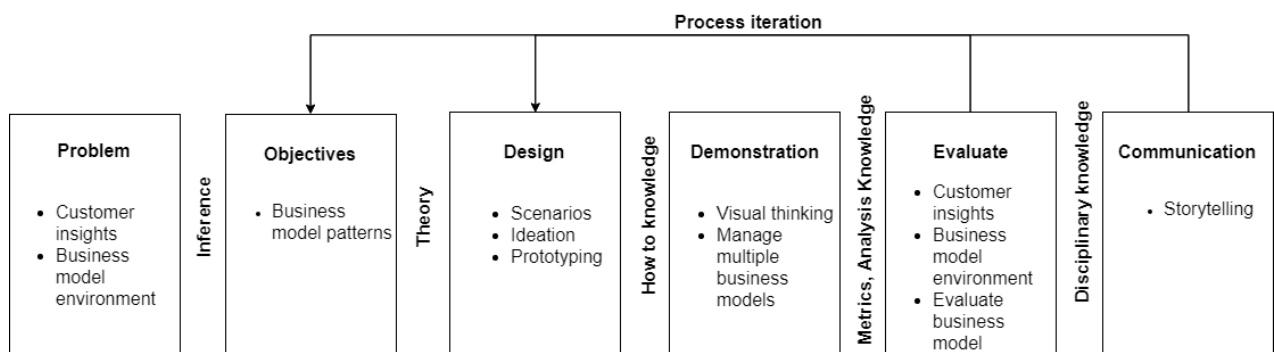 Process iteration
Problem
Customer
insights
Business
model
environment
Inference
Objectives
Business
model patterns
Theory
Design
Scenarios
Ideation
Prototyping
How to knowledge
Demonstration
Visual thinking
Manage
multiple
business
models
Metrics, Analysis Knowledge
Evaluate
Customer
insights
Business
model
environment
Evaluate
business
model
Disciplinary knowledge
Communication
Storytelling